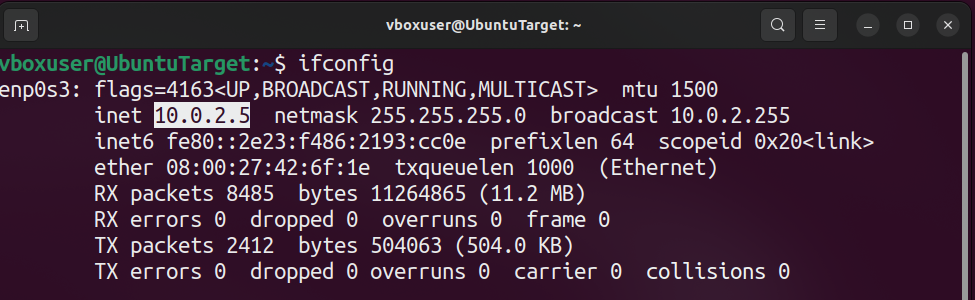 vboxuser@UbuntuTarget: ~
vboxuser@UbuntuTarget:~$ ifconfig
enp0s3: flags=4163<UP,BROADCAST,RUNNING,MULTICAST>  mtu 1500
        inet 10.0.2.5  netmask 255.255.255.0  broadcast 10.0.2.255
        inet6 fe80::2e23:f486:2193:cc0e  prefixlen 64  scopeid 0x20<link>
        ether 08:00:27:42:6f:1e  txqueuelen 1000  (Ethernet)
        RX packets 8485  bytes 11264865 (11.2 MB)
        RX errors 0  dropped 0  overruns 0  frame 0
        TX packets 2412  bytes 504063 (504.0 KB)
        TX errors 0  dropped 0 overruns 0  carrier 0  collisions 0